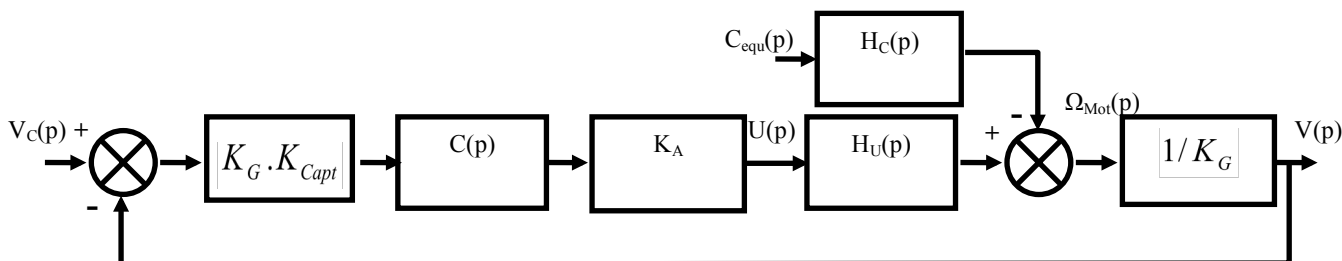 C_equ(p)
H_C(p)
V_C(p) +
-
K_G . K_Capt
C(p)
K_A
U(p)
H_U(p)
+
-
Ω_Mot(p)
1/ K_G
V(p)